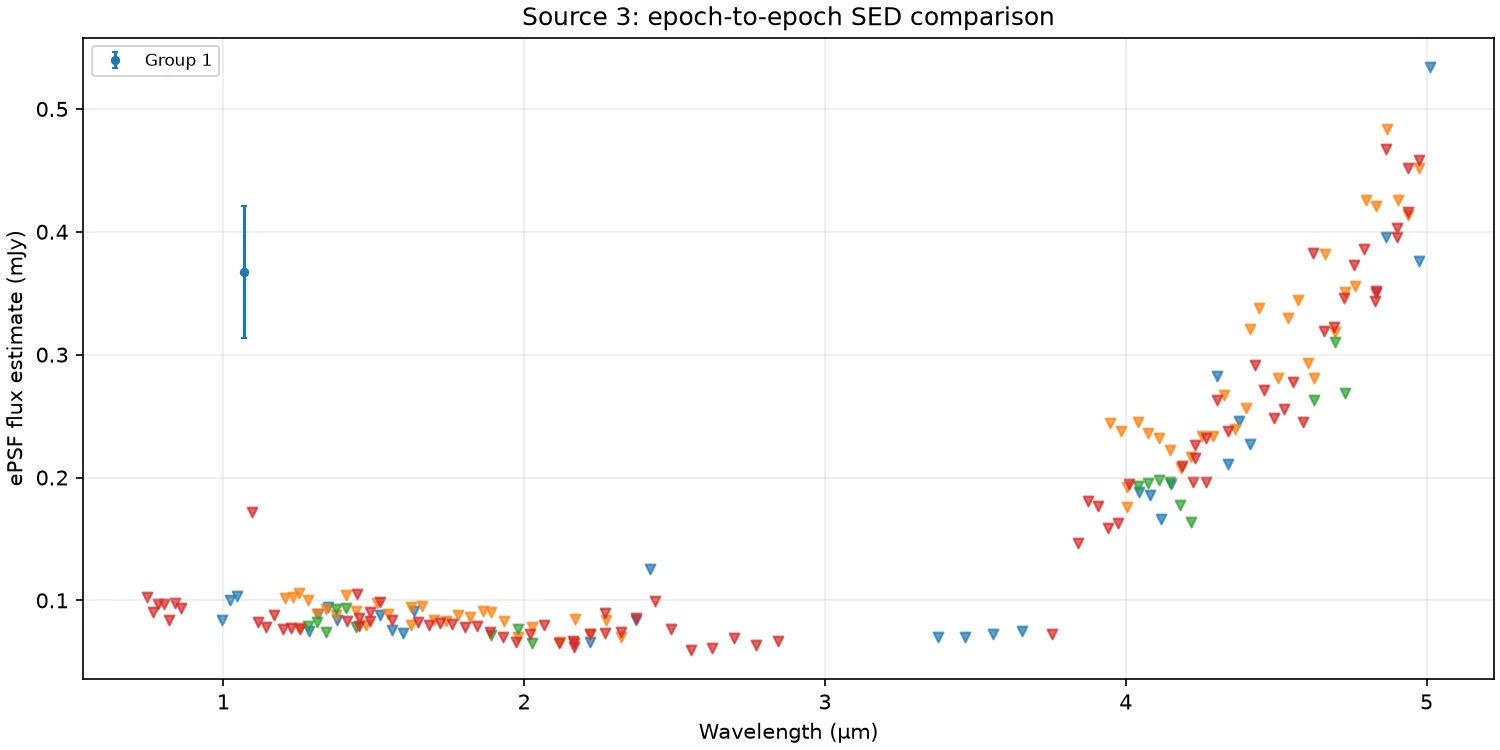 Source 3: epoch-to-epoch SED comparison
Group 1
ePSF flux estimate (mJy)
0.5
0.4
0.3
0.2
0.1
1 2 3 4 5
Wavelength (μm)